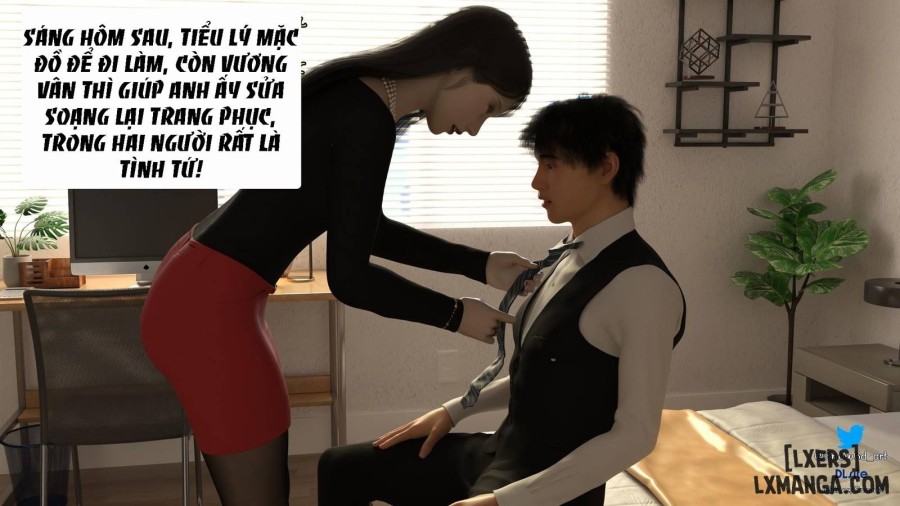 SÁNG HÔM SAU, TIỂU LÝ MẶC
ĐỒ ĐỂ ĐI LÀM, CÒN VƯƠNG
VÂN THÌ GIÚP ANH ẤY SỬA
SOẠNG LẠI TRANG PHỤC,
TRONG HAI NGƯỜI RẤT LÀ
TÌNH TỨ!
[LXERS]
LXMANGA.COM